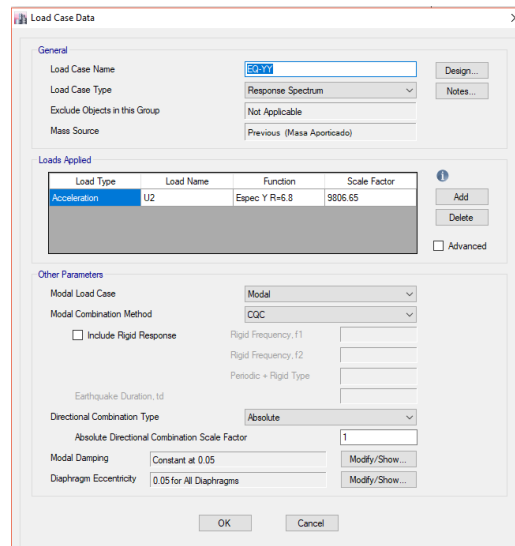 Load Case Data
General
Load Case Name EQ-YY Design...
Load Case Type Response Spectrum Notes...
Exclude Objects in this Group Not Applicable
Mass Source Previous (Masa Aporticado)
Loads Applied
Load Type Load Name Function Scale Factor
Acceleration U2 Espec Y R=6.8 9806.65
Add
Delete
Advanced
Other Parameters
Modal Load Case Modal
Modal Combination Method CQC
Include Rigid Response Rigid Frequency, f1
Rigid Frequency, f2
Periodic + Rigid Type
Earthquake Duration, td
Directional Combination Type Absolute
Absolute Directional Combination Scale Factor 1
Modal Damping Constant at 0.05 Modify/Show...
Diaphragm Eccentricity 0.05 for All Diaphragms Modify/Show...
OK Cancel